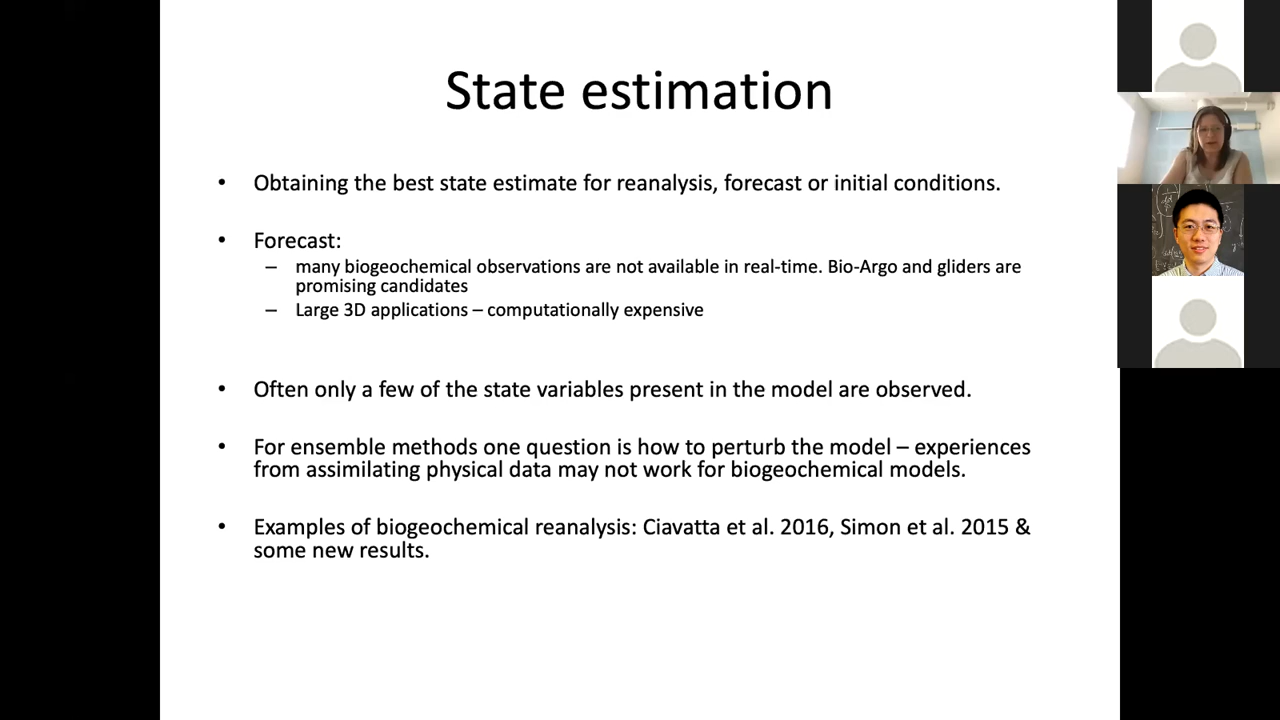 State estimation
• Obtaining the best state estimate for reanalysis, forecast or initial conditions.
• Forecast:
– many biogeochemical observations are not available in real-time. Bio-Argo and gliders are
promising candidates
– Large 3D applications – computationally expensive
• Often only a few of the state variables present in the model are observed.
• For ensemble methods one question is how to perturb the model – experiences
from assimilating physical data may not work for biogeochemical models.
• Examples of biogeochemical reanalysis: Ciavatta et al. 2016, Simon et al. 2015 &
some new results.